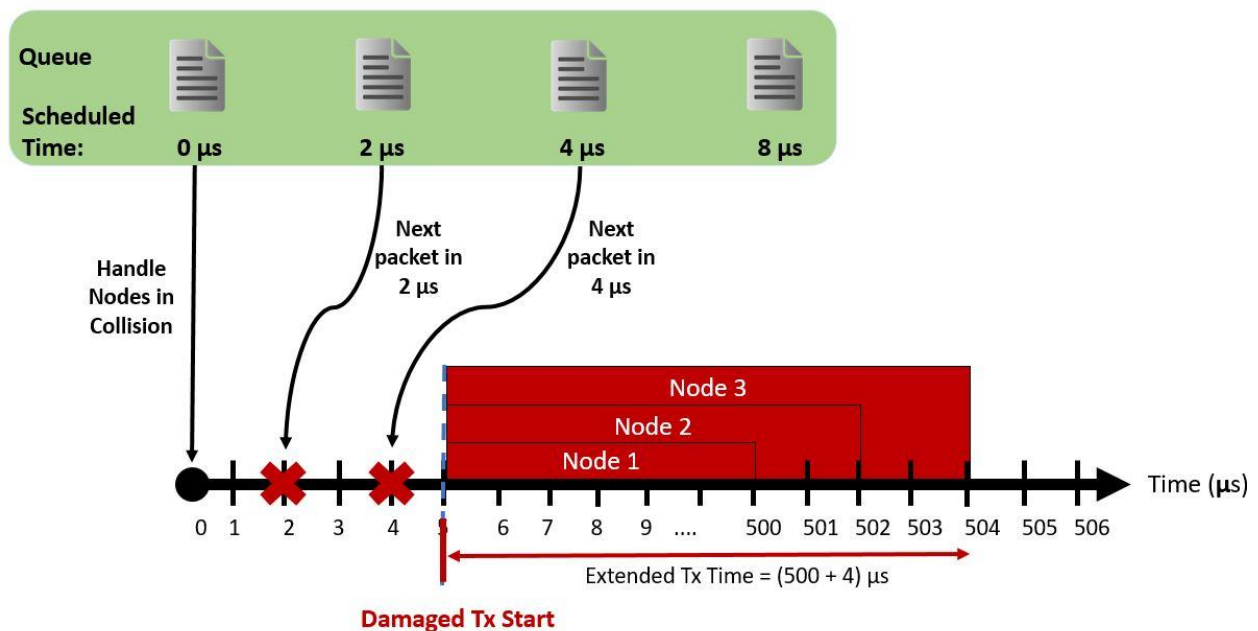 Queue
Scheduled
Time:
0 μs
2 μs
4 μs
8 μs
Handle
Nodes in
Collision
Next
packet in
2 μs
Next
packet in
4 μs
Node 3
Node 2
Node 1
Time (μs)
0 1 2 3 4 5 6 7 8 9 .... 500 501 502 503 504 505 506
Extended Tx Time = (500 + 4) μs
Damaged Tx Start